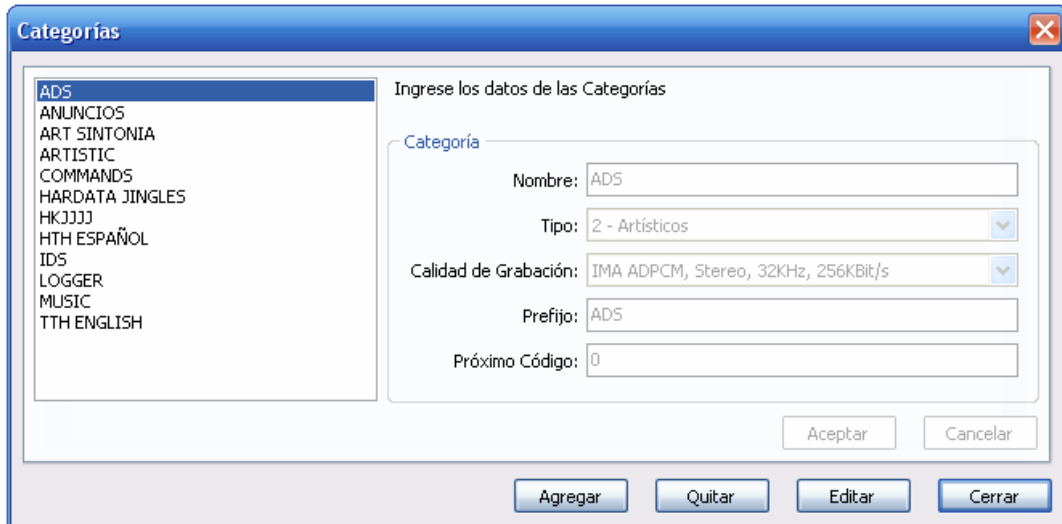 Categorías
ADS
ANUNCIOS
ART SINTONIA
ARTISTIC
COMMANDS
HARDATA JINGLES
HKJJJJ
HTH ESPAÑOL
IDS
LOGGER
MUSIC
TTH ENGLISH
Ingrese los datos de las Categorías
Categoría
Nombre: ADS
Tipo: 2 - Artísticos
Calidad de Grabación: IMA ADPCM, Stereo, 32KHz, 256KBit/s
Prefijo: ADS
Próximo Código: 0
Aceptar Cancelar
Agregar Quitar Editar Cerrar